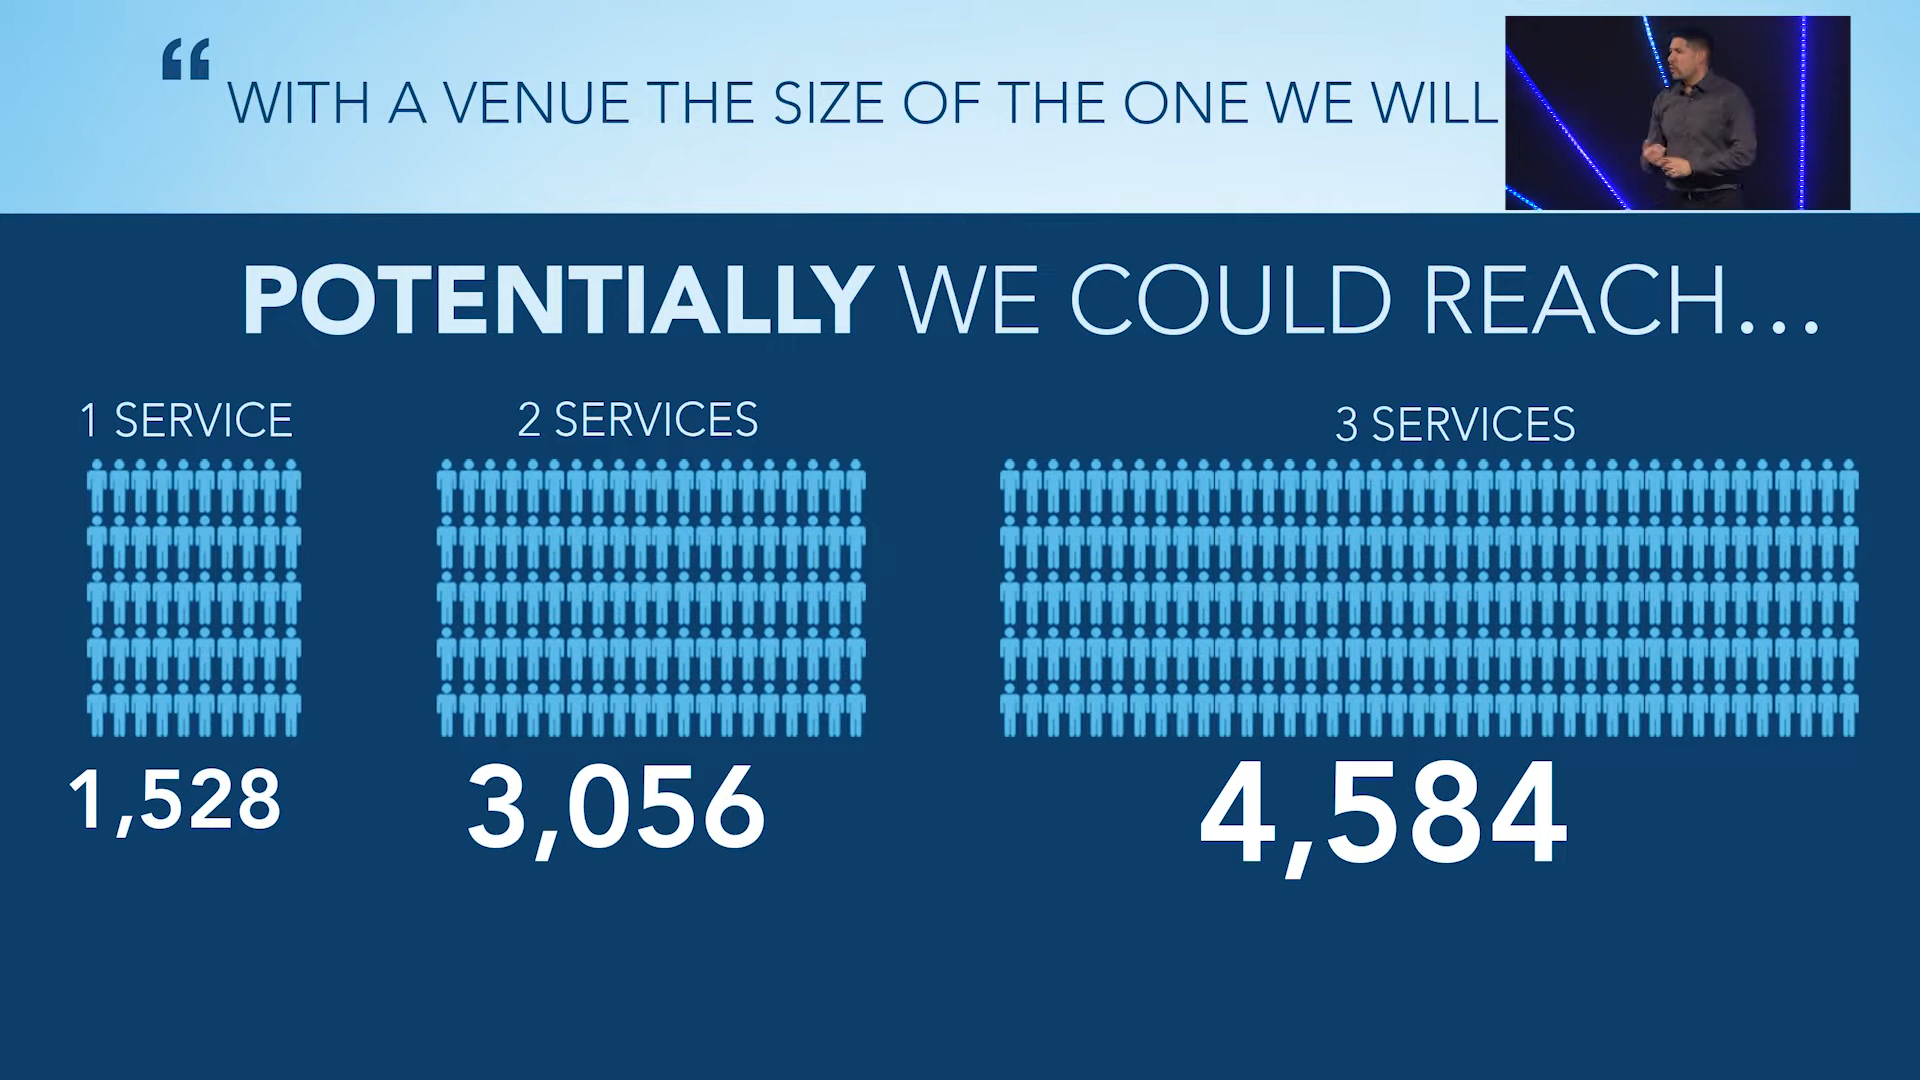 “ WITH A VENUE THE SIZE OF THE ONE WE WILL
POTENTIALLY WE COULD REACH...
1 SERVICE
2 SERVICES
3 SERVICES
1,528
3,056
4,584